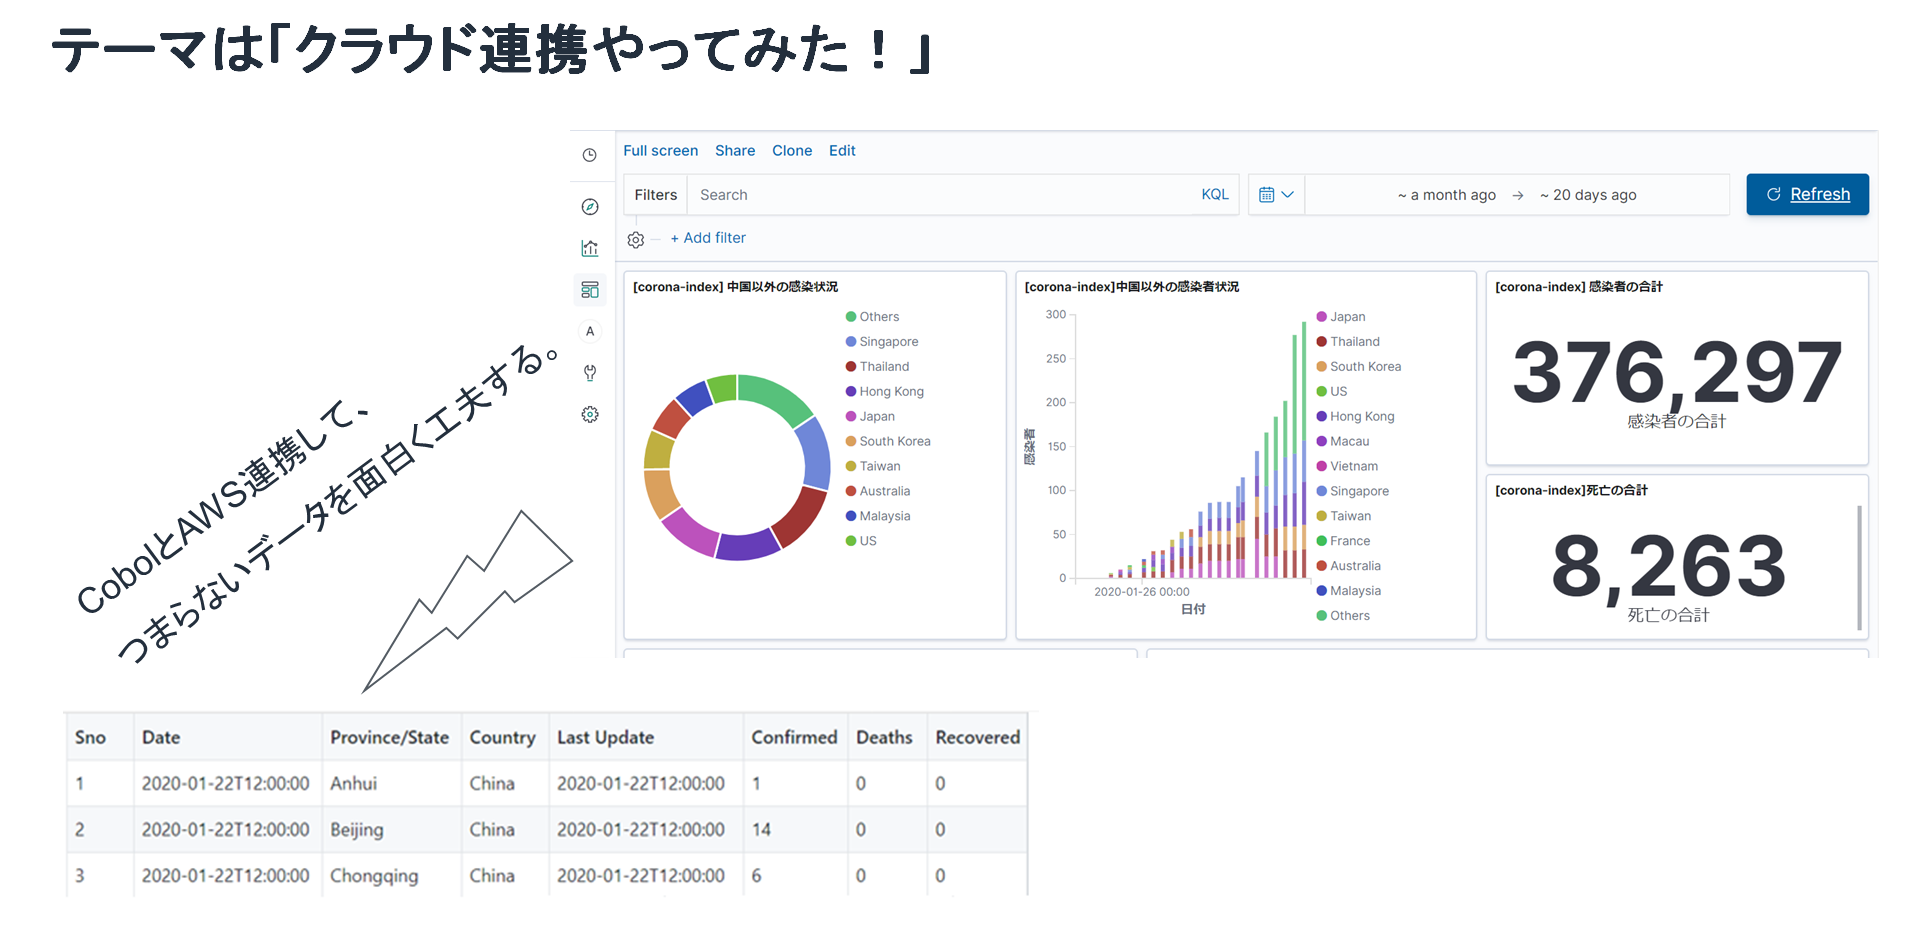 テーマは「クラウド連携やってみた！」
Full screen Share Clone Edit
Filters Search KQL ~ a month ago → ~ 20 days ago Refresh
+ Add filter
[corona-index] 中国以外の感染状況
Others
Singapore
Thailand
Hong Kong
Japan
South Korea
Taiwan
Australia
Malaysia
US
[corona-index]中国以外の感染者状況
感染者
300
250
200
150
100
50
0
2020-01-26 00:00
日付
Japan
Thailand
South Korea
US
Hong Kong
Macau
Vietnam
Singapore
Taiwan
France
Australia
Malaysia
Others
[corona-index] 感染者の合計
376,297
感染者の合計
[corona-index]死亡の合計
8,263
死亡の合計
A
CobolとAWS連携して、
つまらないデータを面白く工夫する。
Sno Date Province/State Country Last Update Confirmed Deaths Recovered
1 2020-01-22T12:00:00 Anhui China 2020-01-22T12:00:00 1 0 0
2 2020-01-22T12:00:00 Beijing China 2020-01-22T12:00:00 14 0 0
3 2020-01-22T12:00:00 Chongqing China 2020-01-22T12:00:00 6 0 0